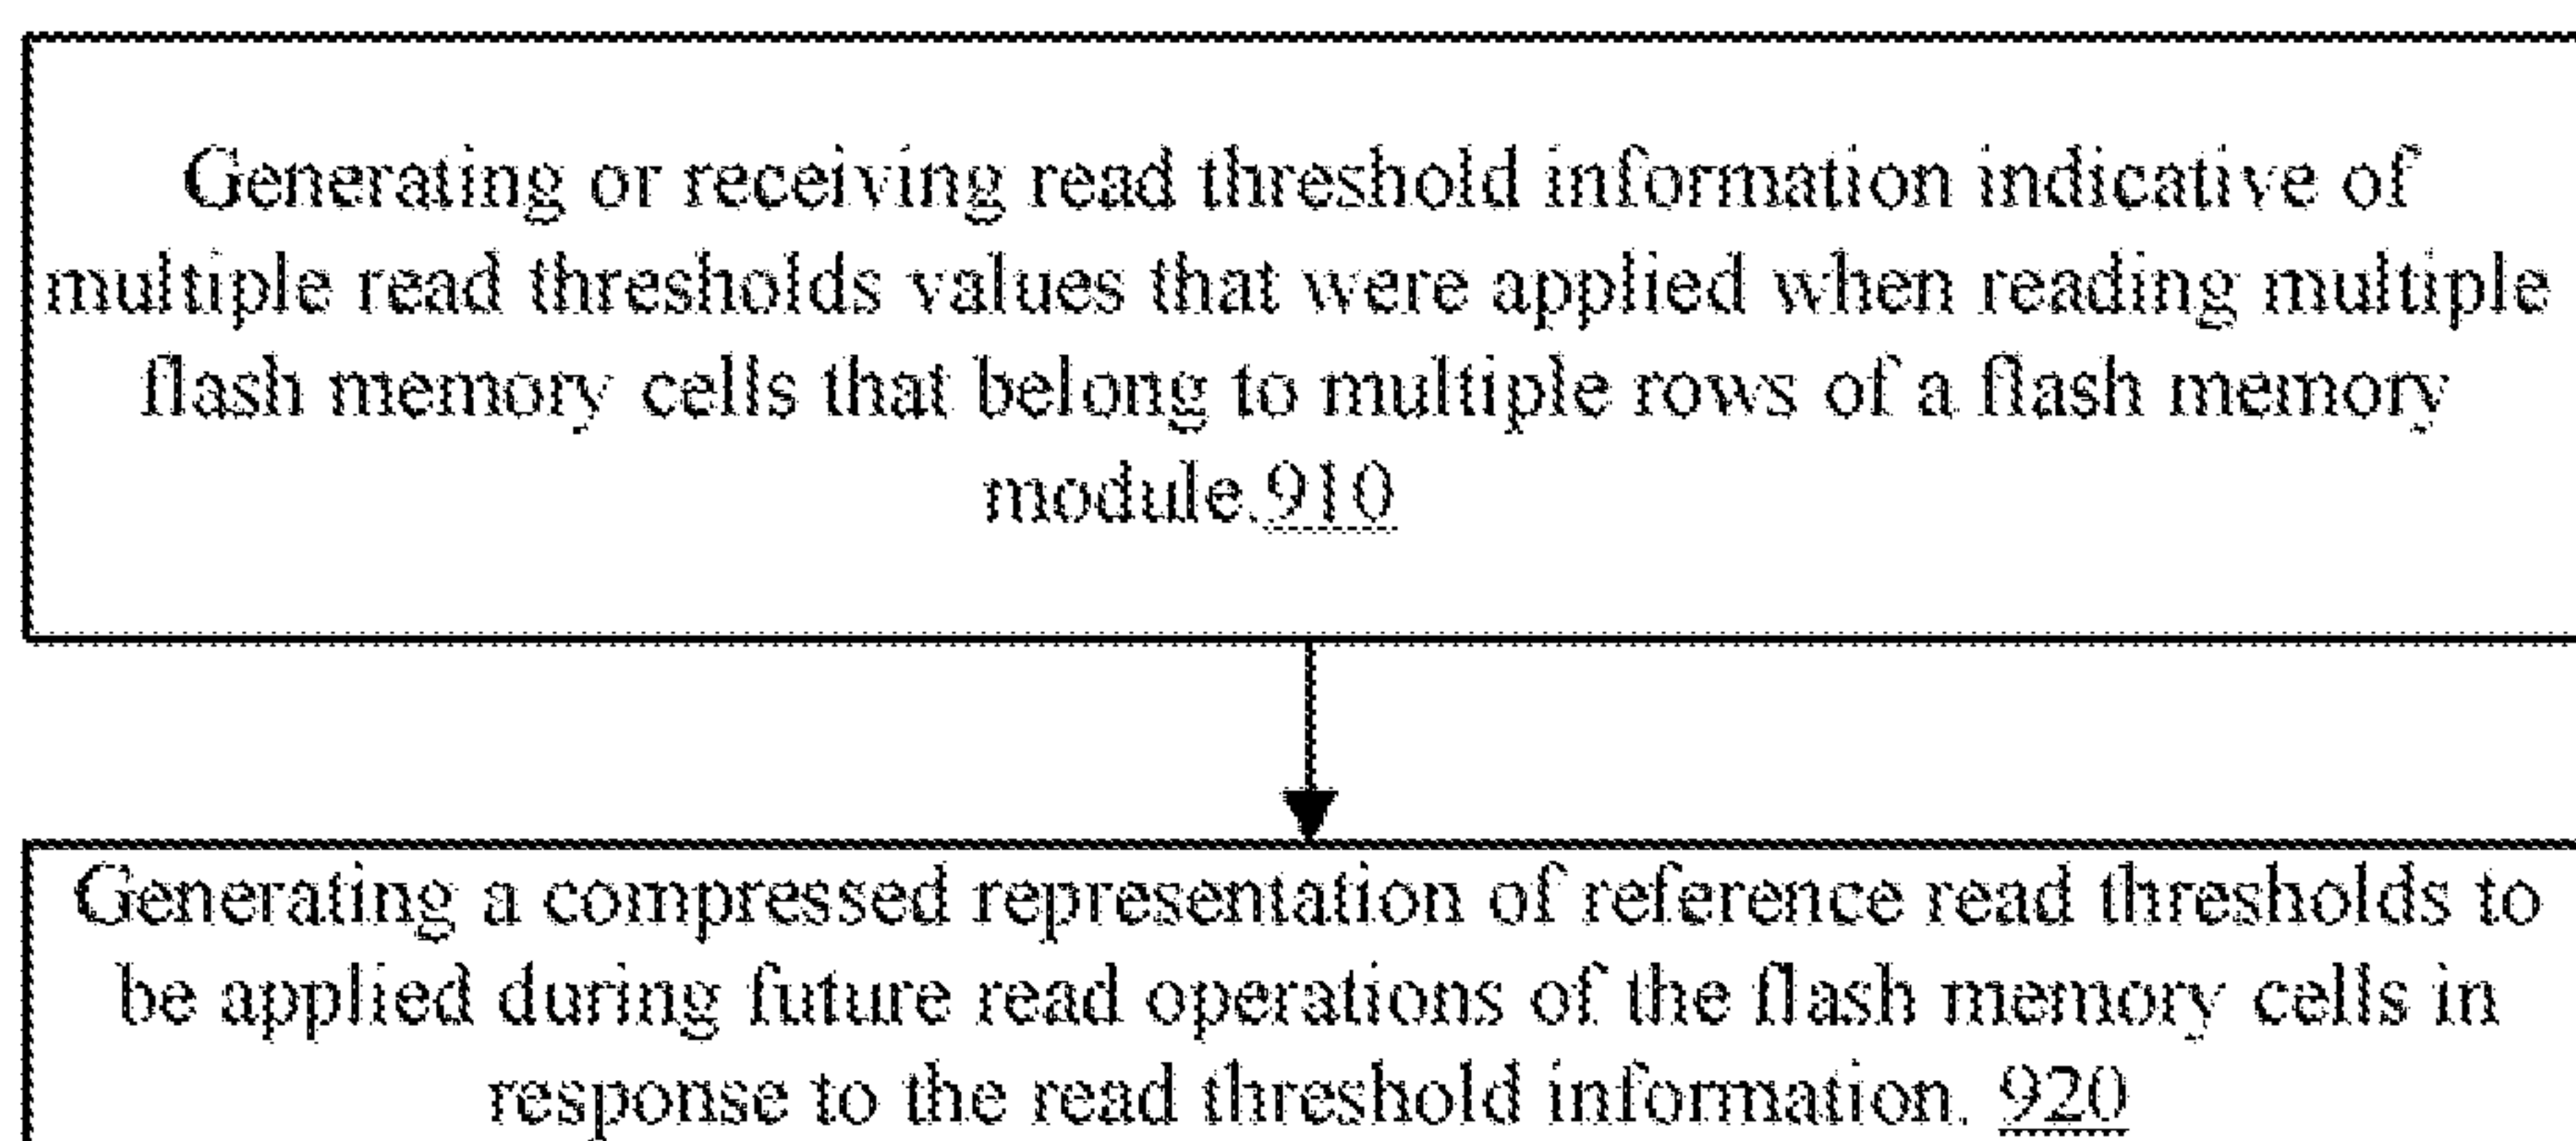 Generating or receiving read threshold information indicative of
multiple read thresholds values that were applied when reading multiple
flash memory cells that belong to multiple rows of a flash memory
module.910
Generating a compressed representation of reference read thresholds to
be applied during future read operations of the flash memory cells in
response to the read threshold information. 920